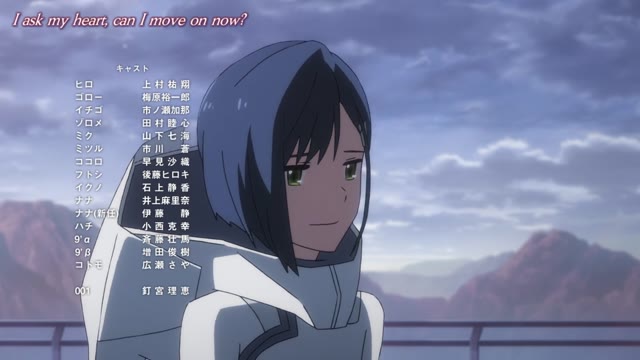 I ask my heart, can I move on now?
キャスト
ヒロ 上村祐翔
ゴロー 梅原裕一郎
イチゴ 市ノ瀬加那
ゾロメ 田村睦心
ミク 山下七海
ミツル 市川蒼
ココロ 早見沙織
フトシ 後藤ヒロキ
イクノ 石上静香
ナナ 井上麻里奈
ナナ(新任) 伊藤静
ハチ 小西克幸
9'α 斉藤壮馬
9'β 増田俊樹
コトモ 広瀬さや
001 釘宮理恵